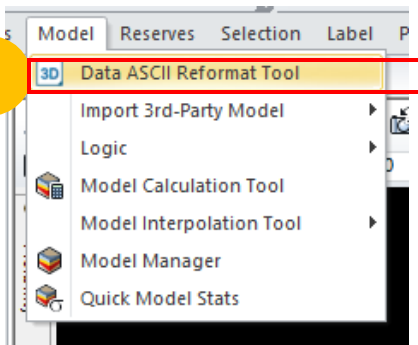 s Model Reserves Selection Label P
3D Data ASCII Reformat Tool
Import 3rd-Party Model
Logic
Model Calculation Tool
Model Interpolation Tool
Model Manager
Quick Model Stats